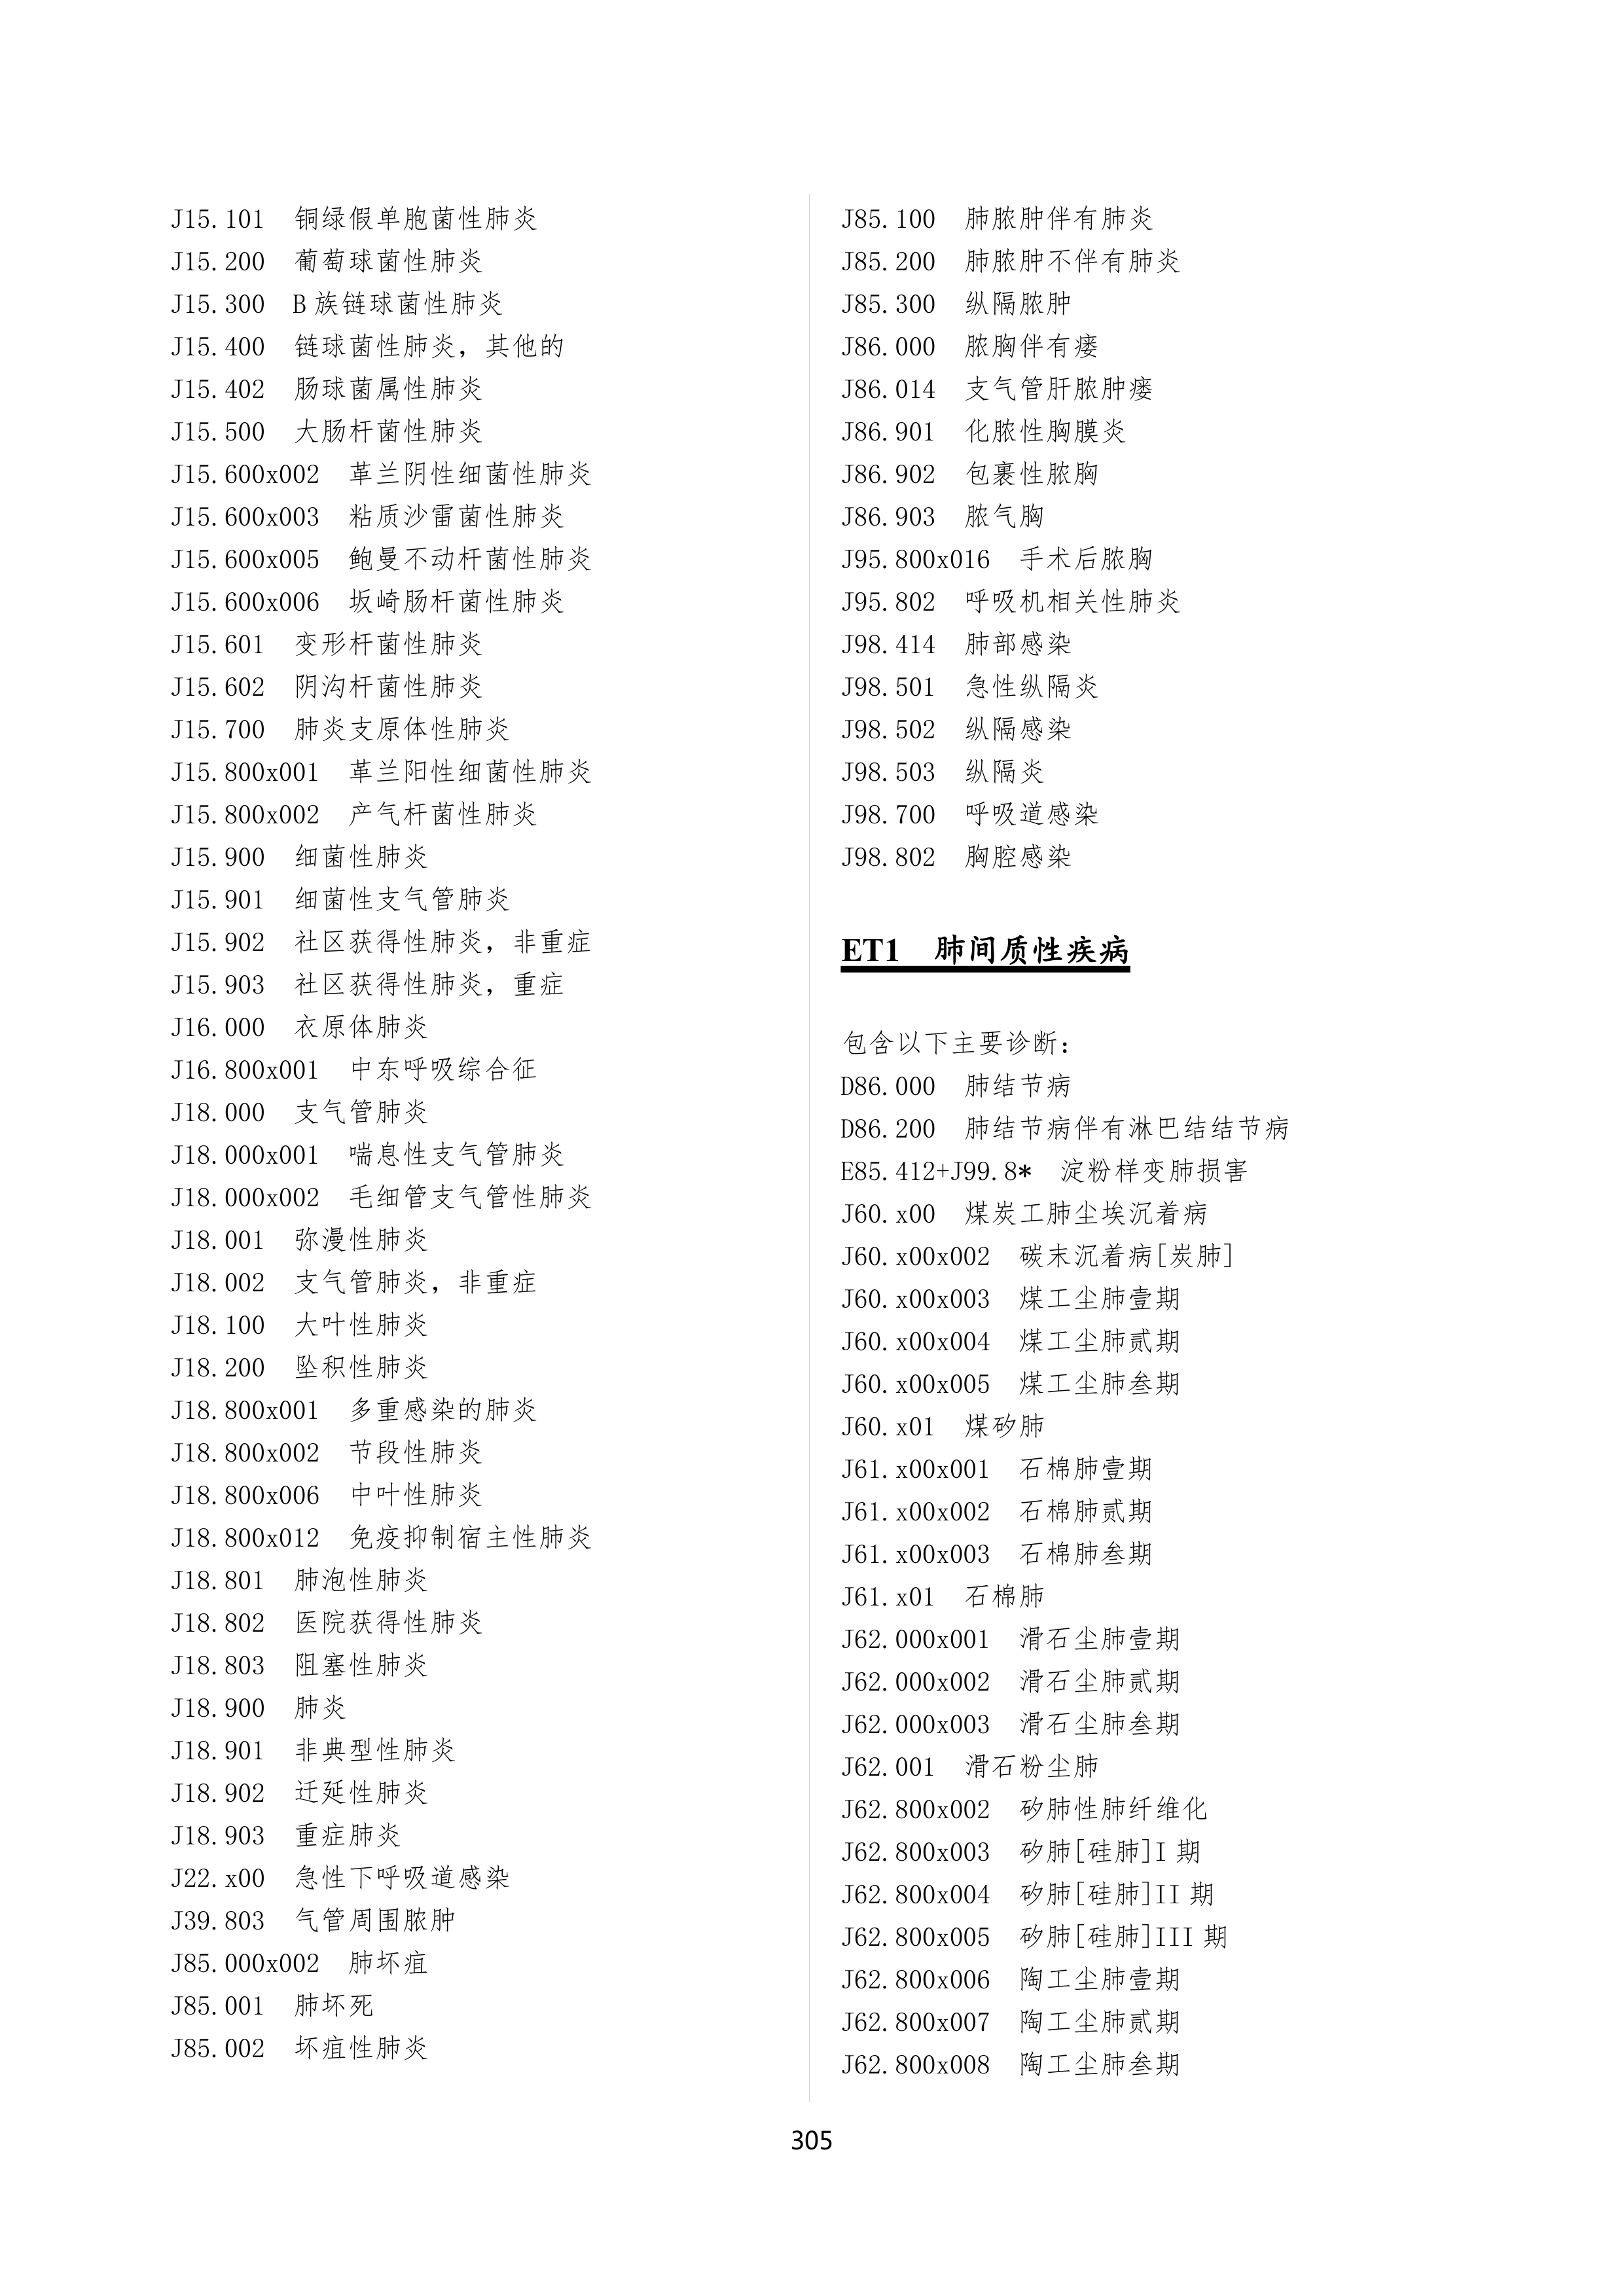 J15.101 铜绿假单胞菌性肺炎
J15.200 葡萄球菌性肺炎
J15.300 B 族链球菌性肺炎
J15.400 链球菌性肺炎，其他的
J15.402 肠球菌属性肺炎
J15.500 大肠杆菌性肺炎
J15.600x002 革兰阴性细菌性肺炎
J15.600x003 粘质沙雷菌性肺炎
J15.600x005 鲍曼不动杆菌性肺炎
J15.600x006 坂崎肠杆菌性肺炎
J15.601 变形杆菌性肺炎
J15.602 阴沟杆菌性肺炎
J15.700 肺炎支原体性肺炎
J15.800x001 革兰阳性细菌性肺炎
J15.800x002 产气杆菌性肺炎
J15.900 细菌性肺炎
J15.901 细菌性支气管肺炎
J15.902 社区获得性肺炎，非重症
J15.903 社区获得性肺炎，重症
J16.000 衣原体肺炎
J16.800x001 中东呼吸综合征
J18.000 支气管肺炎
J18.000x001 喘息性支气管肺炎
J18.000x002 毛细管支气管性肺炎
J18.001 弥漫性肺炎
J18.002 支气管肺炎，非重症
J18.100 大叶性肺炎
J18.200 坠积性肺炎
J18.800x001 多重感染的肺炎
J18.800x002 节段性肺炎
J18.800x006 中叶性肺炎
J18.800x012 免疫抑制宿主性肺炎
J18.801 肺泡性肺炎
J18.802 医院获得性肺炎
J18.803 阻塞性肺炎
J18.900 肺炎
J18.901 非典型性肺炎
J18.902 迁延性肺炎
J18.903 重症肺炎
J22.x00 急性下呼吸道感染
J39.803 气管周围脓肿
J85.000x002 肺坏疽
J85.001 肺坏死
J85.002 坏疽性肺炎
J85.100 肺脓肿伴有肺炎
J85.200 肺脓肿不伴有肺炎
J85.300 纵隔脓肿
J86.000 脓胸伴有瘘
J86.014 支气管肝脓肿瘘
J86.901 化脓性胸膜炎
J86.902 包裹性脓胸
J86.903 脓气胸
J95.800x016 手术后脓胸
J95.802 呼吸机相关性肺炎
J98.414 肺部感染
J98.501 急性纵隔炎
J98.502 纵隔感染
J98.503 纵隔炎
J98.700 呼吸道感染
J98.802 胸腔感染
ET1 肺间质性疾病
包含以下主要诊断：
D86.000 肺结节病
D86.200 肺结节病伴有淋巴结结节病
E85.412+J99.8* 淀粉样变肺损害
J60.x00 煤炭工肺尘埃沉着病
J60.x00x002 碳末沉着病[炭肺]
J60.x00x003 煤工尘肺壹期
J60.x00x004 煤工尘肺贰期
J60.x00x005 煤工尘肺叁期
J60.x01 煤矽肺
J61.x00x001 石棉肺壹期
J61.x00x002 石棉肺贰期
J61.x00x003 石棉肺叁期
J61.x01 石棉肺
J62.000x001 滑石尘肺壹期
J62.000x002 滑石尘肺贰期
J62.000x003 滑石尘肺叁期
J62.001 滑石粉尘肺
J62.800x002 矽肺性肺纤维化
J62.800x003 矽肺[硅肺]I 期
J62.800x004 矽肺[硅肺]II 期
J62.800x005 矽肺[硅肺]III 期
J62.800x006 陶工尘肺壹期
J62.800x007 陶工尘肺贰期
J62.800x008 陶工尘肺叁期
305